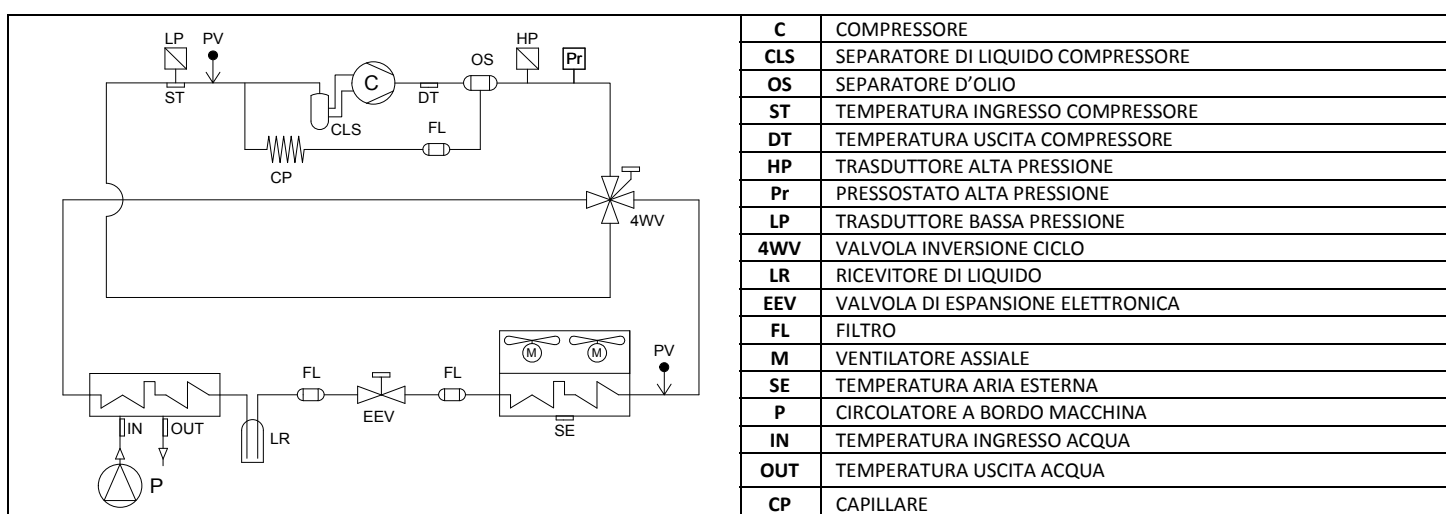 LP PV HP
OS Pr
C
ST DT
CLS FL
CP
4WV
M M PV
FL FL
EEV
SE
IN OUT LR
P
C COMPRESSORE
CLS SEPARATORE DI LIQUIDO COMPRESSORE
OS SEPARATORE D’OLIO
ST TEMPERATURA INGRESSO COMPRESSORE
DT TEMPERATURA USCITA COMPRESSORE
HP TRASDUTTORE ALTA PRESSIONE
Pr PRESSOSTATO ALTA PRESSIONE
LP TRASDUTTORE BASSA PRESSIONE
4WV VALVOLA INVERSIONE CICLO
LR RICEVITORE DI LIQUIDO
EEV VALVOLA DI ESPANSIONE ELETTRONICA
FL FILTRO
M VENTILATORE ASSIALE
SE TEMPERATURA ARIA ESTERNA
P CIRCOLATORE A BORDO MACCHINA
IN TEMPERATURA INGRESSO ACQUA
OUT TEMPERATURA USCITA ACQUA
CP CAPILLARE